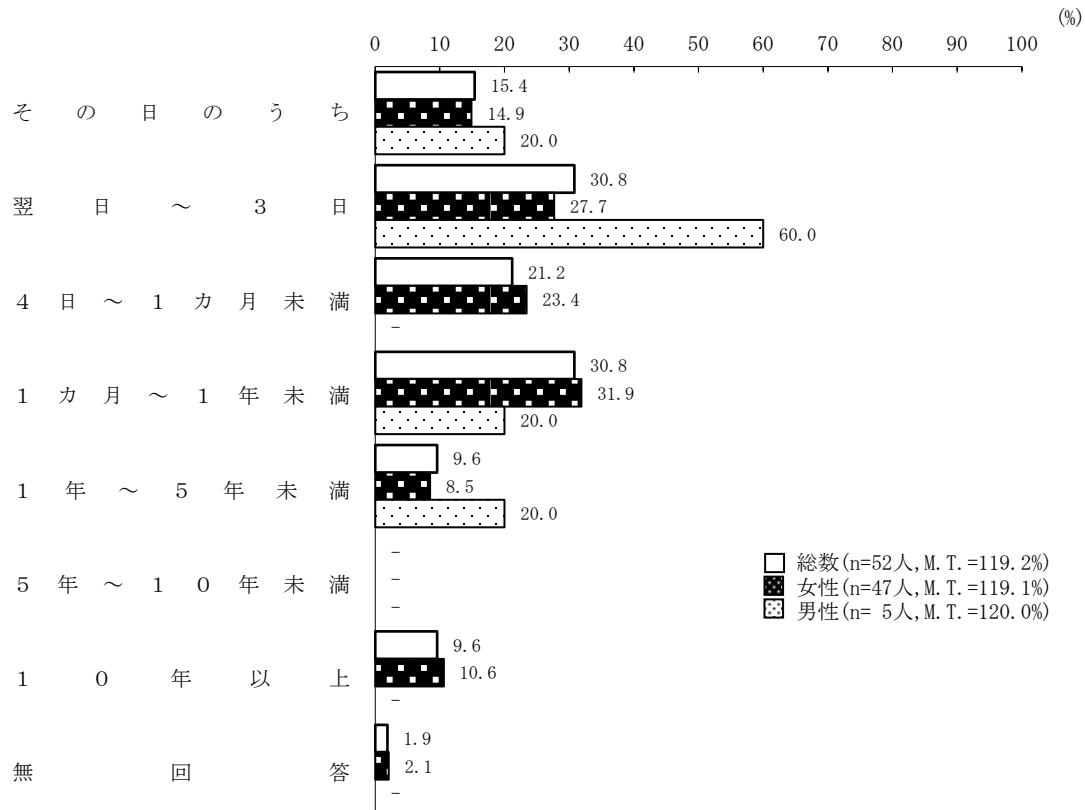 (%)
0 10 20 30 40 50 60 70 80 90 100
その日のうち
15.4
14.9
20.0
翌日～3日
30.8
27.7
60.0
4日～1カ月未満
21.2
23.4
-
1カ月～1年未満
30.8
31.9
20.0
1年～5年未満
9.6
8.5
20.0
5年～10年未満
-
-
-
10年以上
9.6
10.6
-
無回答
1.9
2.1
-
総数(n=52人,M.T.=119.2%)
女性(n=47人,M.T.=119.1%)
男性(n= 5人,M.T.=120.0%)